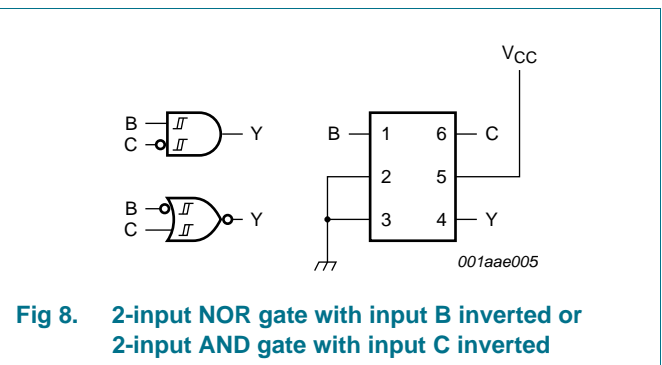 VCC
B
C
Y
B 1 6 C
2 5
B
C
Y
3 4 Y
001aae005
Fig 8. 2-input NOR gate with input B inverted or
2-input AND gate with input C inverted